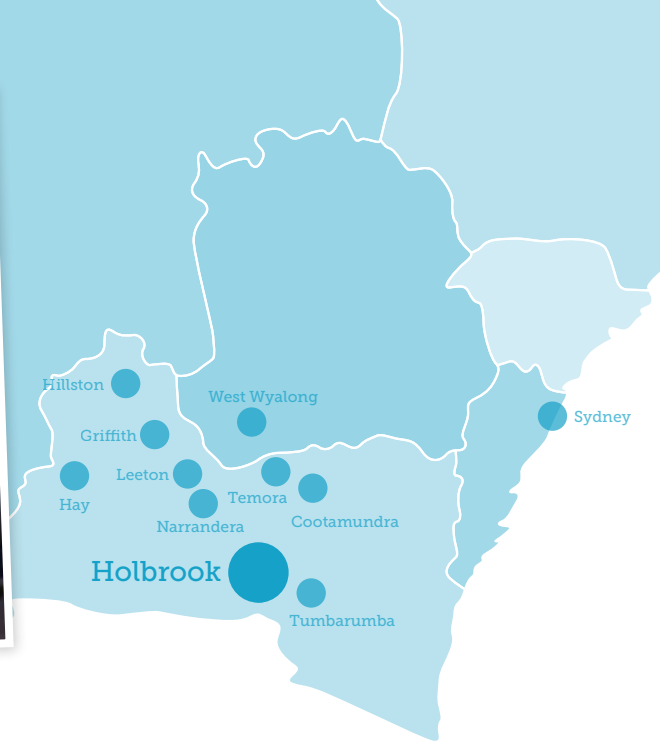 Hillston
West Wyalong
Sydney
Griffith
Leeton
Hay
Temora
Narrandera
Cootamundra
Holbrook
Tumbarumba